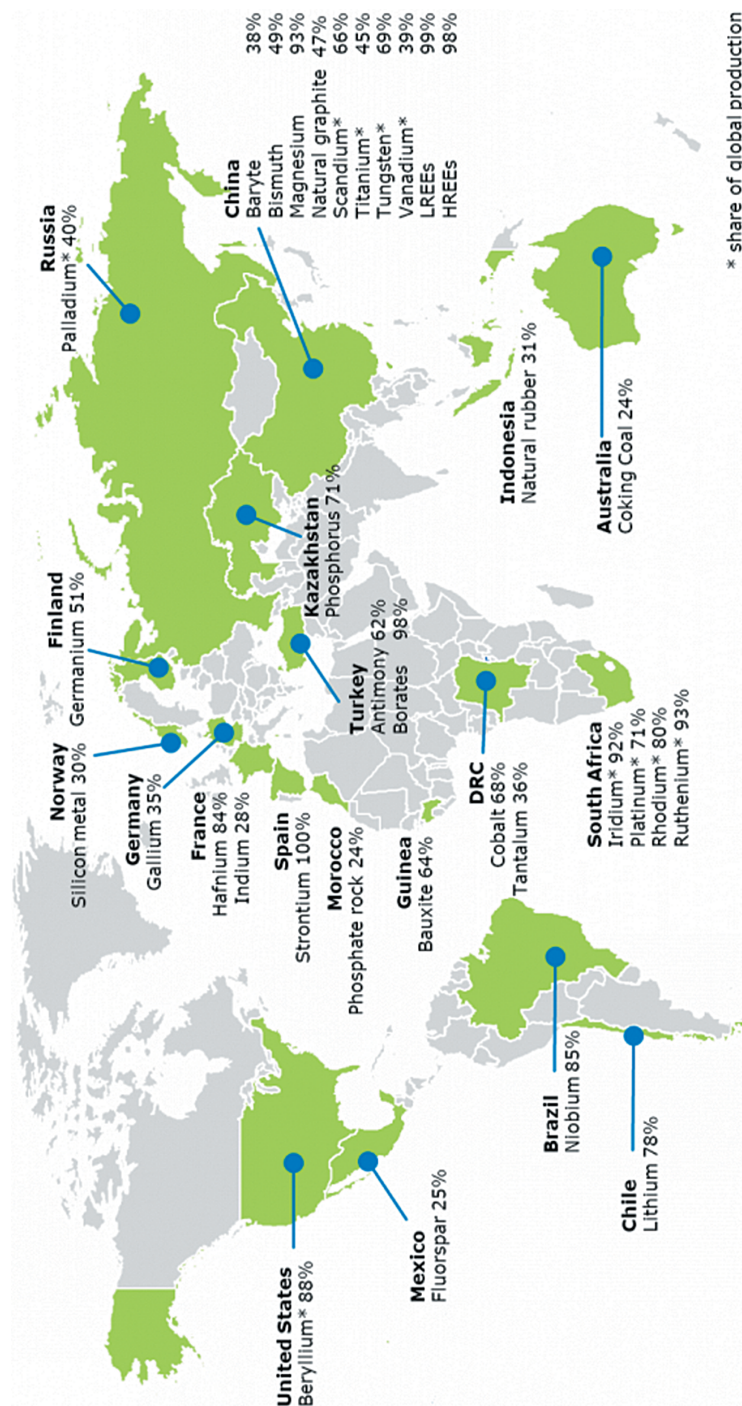 Russia
Palladium* 40%
Finland
Germanium 51%
Norway
Silicon metal 30%
Germany
Gallium 35%
France
Hafnium 84%
Indium 28%
Spain
Strontium 100%
Morocco
Phosphate rock 24%
Guinea
Bauxite 64%
DRC
Cobalt 68%
Tantalum 36%
South Africa
Iridium* 92%
Platinum* 71%
Rhodium* 80%
Ruthenium* 93%
Turkey
Antimony 62%
Borates 98%
Kazakhstan
Phosphorus 71%
China
Baryte 38%
Bismuth 49%
Magnesium 93%
Natural graphite 47%
Scandium* 66%
Titanium* 45%
Tungsten* 69%
Vanadium* 39%
LREEs 99%
HREEs 98%
Indonesia
Natural rubber 31%
Australia
Coking Coal 24%
United States
Beryllium* 88%
Mexico
Fluorspar 25%
Brazil
Niobium 85%
Chile
Lithium 78%
* share of global production